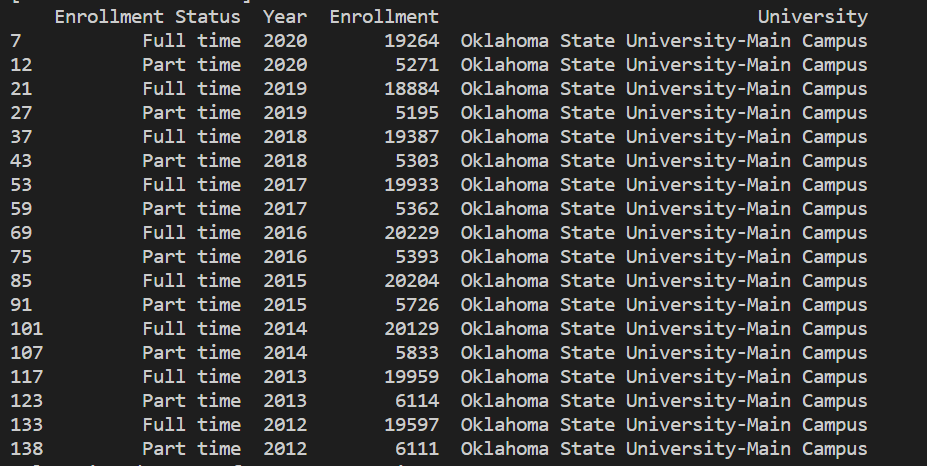 Enrollment Status Year Enrollment University
7 Full time 2020 19264 Oklahoma State University-Main Campus
12 Part time 2020 5271 Oklahoma State University-Main Campus
21 Full time 2019 18884 Oklahoma State University-Main Campus
27 Part time 2019 5195 Oklahoma State University-Main Campus
37 Full time 2018 19387 Oklahoma State University-Main Campus
43 Part time 2018 5303 Oklahoma State University-Main Campus
53 Full time 2017 19933 Oklahoma State University-Main Campus
59 Part time 2017 5362 Oklahoma State University-Main Campus
69 Full time 2016 20229 Oklahoma State University-Main Campus
75 Part time 2016 5393 Oklahoma State University-Main Campus
85 Full time 2015 20204 Oklahoma State University-Main Campus
91 Part time 2015 5726 Oklahoma State University-Main Campus
101 Full time 2014 20129 Oklahoma State University-Main Campus
107 Part time 2014 5833 Oklahoma State University-Main Campus
117 Full time 2013 19959 Oklahoma State University-Main Campus
123 Part time 2013 6114 Oklahoma State University-Main Campus
133 Full time 2012 19597 Oklahoma State University-Main Campus
138 Part time 2012 6111 Oklahoma State University-Main Campus